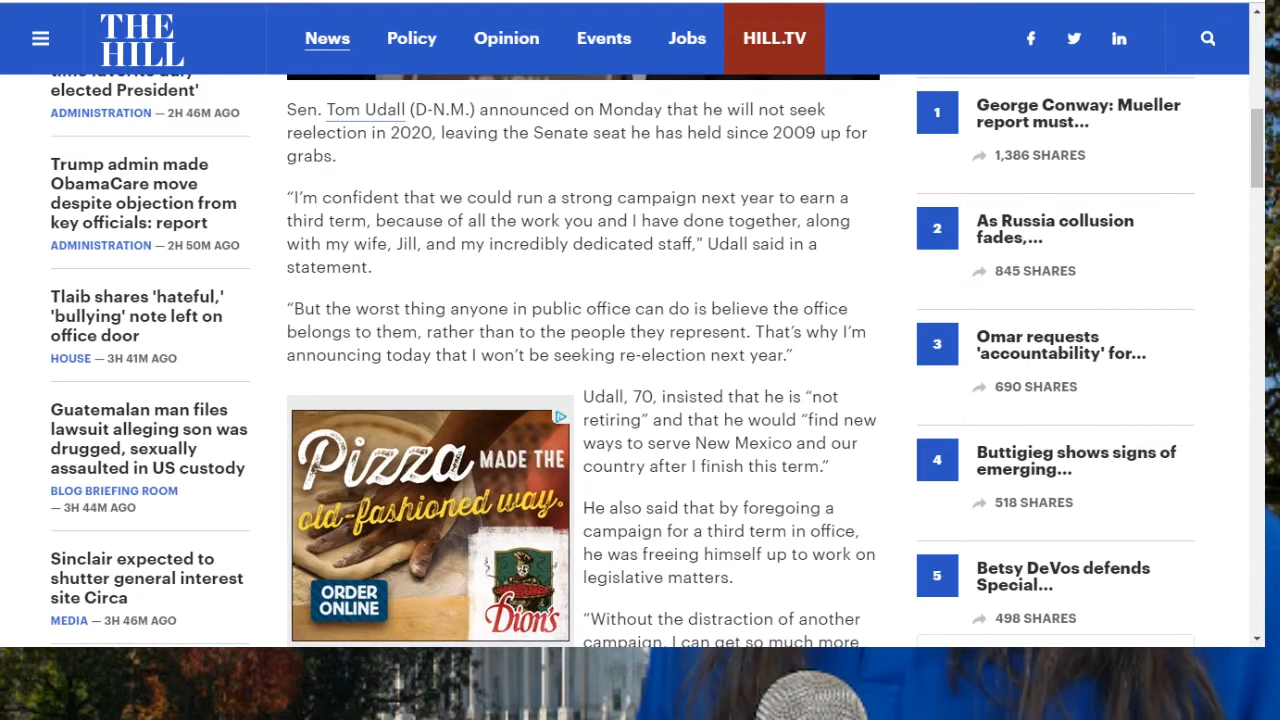 THE
HILL
News
Policy
Opinion
Events
Jobs
HILL.TV
elected President'
ADMINISTRATION — 2H 46M AGO
Trump admin made
ObamaCare move
despite objection from
key officials: report
ADMINISTRATION — 2H 50M AGO
Tlaib shares 'hateful,'
'bullying' note left on
office door
HOUSE — 3H 41M AGO
Guatemalan man files
lawsuit alleging son was
drugged, sexually
assaulted in US custody
BLOG BRIEFING ROOM
— 3H 44M AGO
Sinclair expected to
shutter general interest
site Circa
MEDIA — 3H 46M AGO
Sen. Tom Udall (D-N.M.) announced on Monday that he will not seek
reelection in 2020, leaving the Senate seat he has held since 2009 up for
grabs.
“I’m confident that we could run a strong campaign next year to earn a
third term, because of all the work you and I have done together, along
with my wife, Jill, and my incredibly dedicated staff," Udall said in a
statement.
“But the worst thing anyone in public office can do is believe the office
belongs to them, rather than to the people they represent. That’s why I’m
announcing today that I won’t be seeking re-election next year.”
Udall, 70, insisted that he is “not
retiring” and that he would “find new
ways to serve New Mexico and our
country after I finish this term.”
He also said that by foregoing a
campaign for a third term in office,
he was freeing himself up to work on
legislative matters.
“Without the distraction of another
campaign, I can get so much more
Pizza MADE THE
old-fashioned way.
ORDER
ONLINE
Dion's
1
George Conway: Mueller
report must...
1,386 SHARES
2
As Russia collusion
fades,...
845 SHARES
3
Omar requests
'accountability' for...
690 SHARES
4
Buttigieg shows signs of
emerging...
518 SHARES
5
Betsy DeVos defends
Special...
498 SHARES